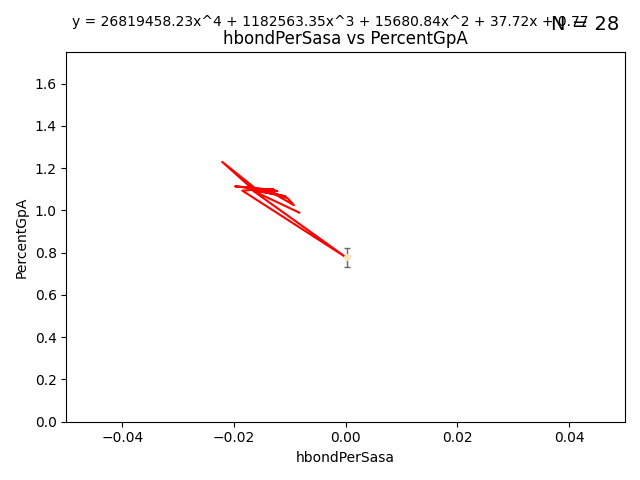 y = 26819458.23x^4 + 1182563.35x^3 + 15680.84x^2 + 37.72x + 0.77
N = 28
hbondPerSasa vs PercentGpA
1.6
1.4
1.2
1.0
0.8
0.6
0.4
0.2
0.0
PercentGpA
−0.04 −0.02 0.00 0.02 0.04
hbondPerSasa